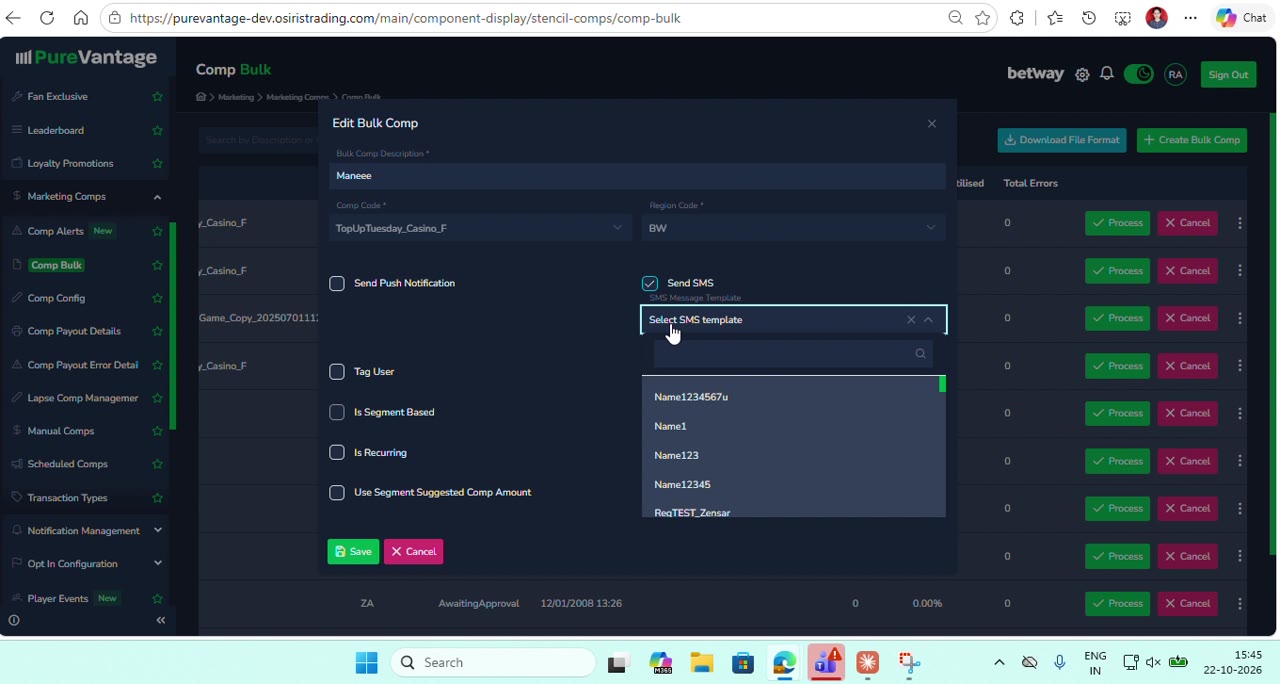 https://purevantage-dev.osiristrading.com/main/component-display/stencil-comps/comp-bulk
Chat
PureVantage
Comp Bulk
betway
RA
Sign Out
Marketing > Marketing Comps > Comp Bulk
Fan Exclusive
Leaderboard
Loyalty Promotions
Marketing Comps
Comp Alerts New
Comp Bulk
Comp Config
Comp Payout Details
Comp Payout Error Detai
Lapse Comp Managemer
Manual Comps
Scheduled Comps
Transaction Types
Notification Management
Opt In Configuration
Player Events New
Search by Description or
Download File Format
Create Bulk Comp
tilised
Total Errors
y_Casino_F
0
Process
Cancel
y_Casino_F
0
Process
Cancel
Game_Copy_2025070111
0
Process
Cancel
y_Casino_F
0
Process
Cancel
0
Process
Cancel
0
Process
Cancel
0
Process
Cancel
0
Process
Cancel
ZA
AwaitingApproval
12/01/2008 13:26
0
0.00%
0
Process
Cancel
Edit Bulk Comp
Bulk Comp Description *
Maneee
Comp Code *
TopUpTuesday_Casino_F
Region Code *
BW
Send Push Notification
Send SMS
SMS Message Template
Select SMS template
Name1234567u
Name1
Name123
Name12345
RegTEST_Zensar
Tag User
Is Segment Based
Is Recurring
Use Segment Suggested Comp Amount
Save
Cancel
Search
M365
ENG
IN
15:45
22-10-2026